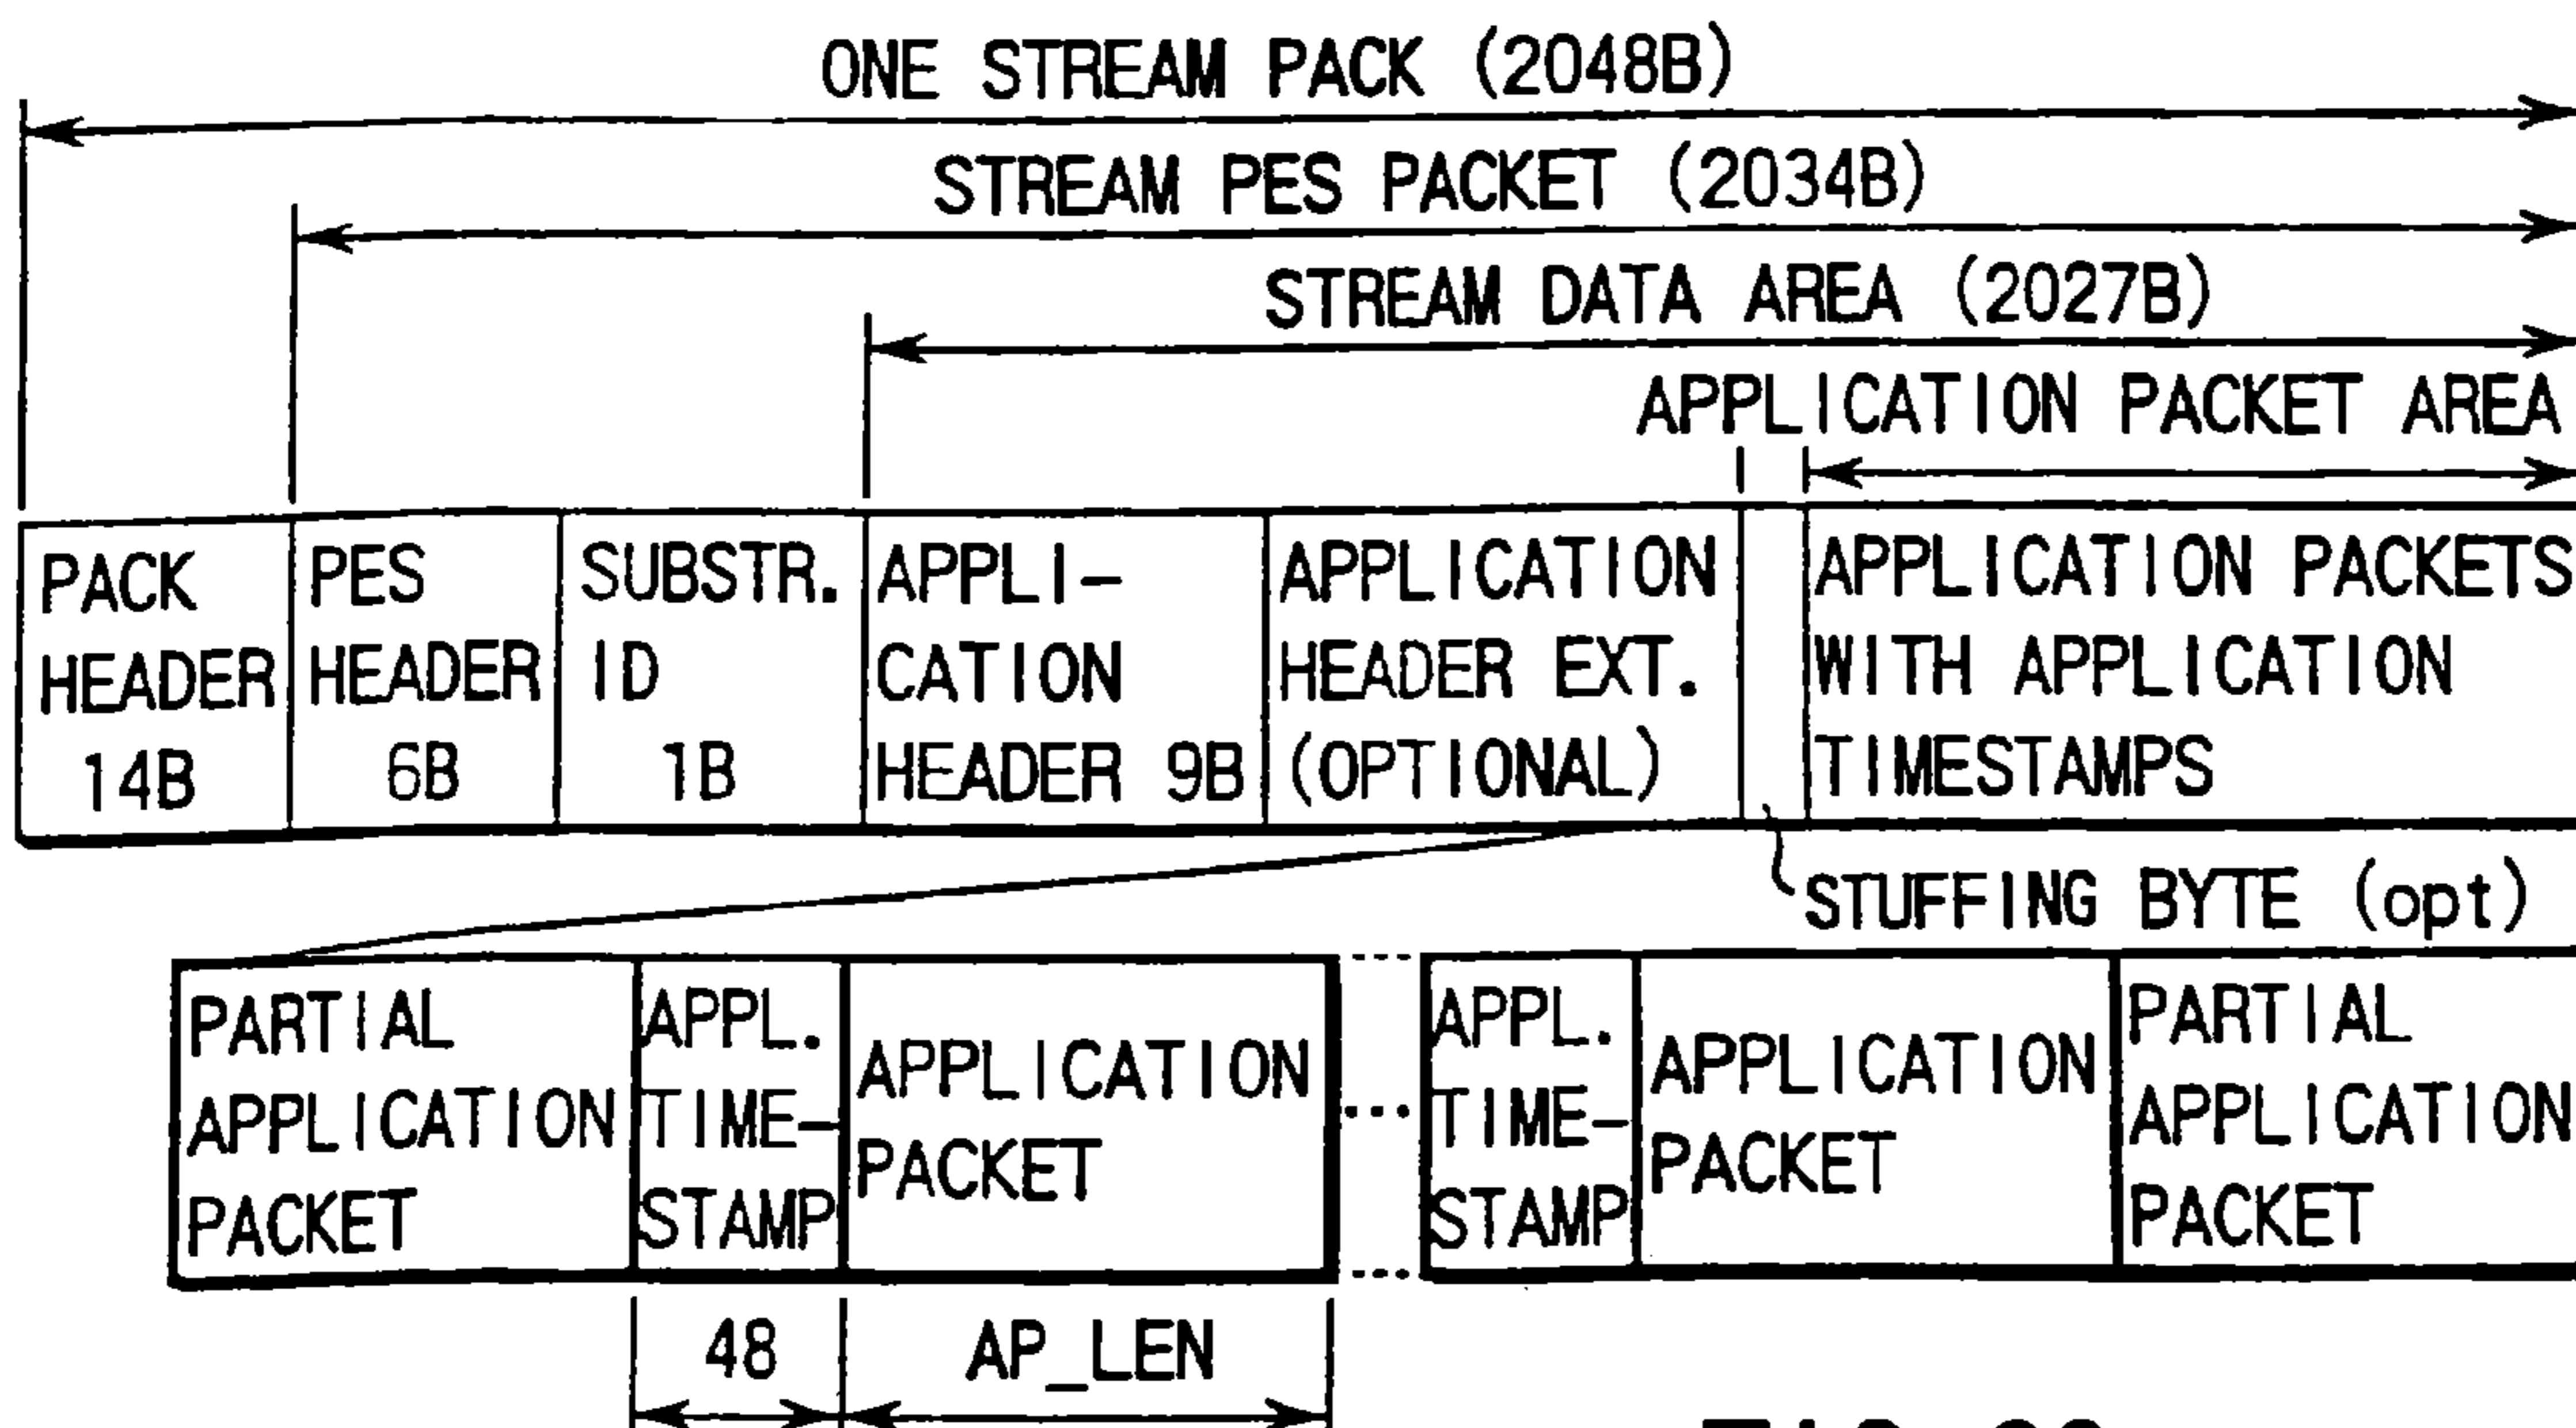 ONE STREAM PACK (2048B)
STREAM PES PACKET (2034B)
STREAM DATA AREA (2027B)
APPLICATION PACKET AREA
PACK
HEADER
14B
PES
HEADER
6B
SUBSTR.
ID
1B
APPLI-
CATION
HEADER 9B
APPLICATION
HEADER EXT.
(OPTIONAL)
APPLICATION PACKETS
WITH APPLICATION
TIMESTAMPS
STUFFING BYTE (opt)
PARTIAL
APPLICATION
PACKET
APPL.
TIME-
STAMP
APPLICATION
PACKET
...
APPL.
TIME-
STAMP
APPLICATION
PACKET
PARTIAL
APPLICATION
PACKET
48
AP_LEN